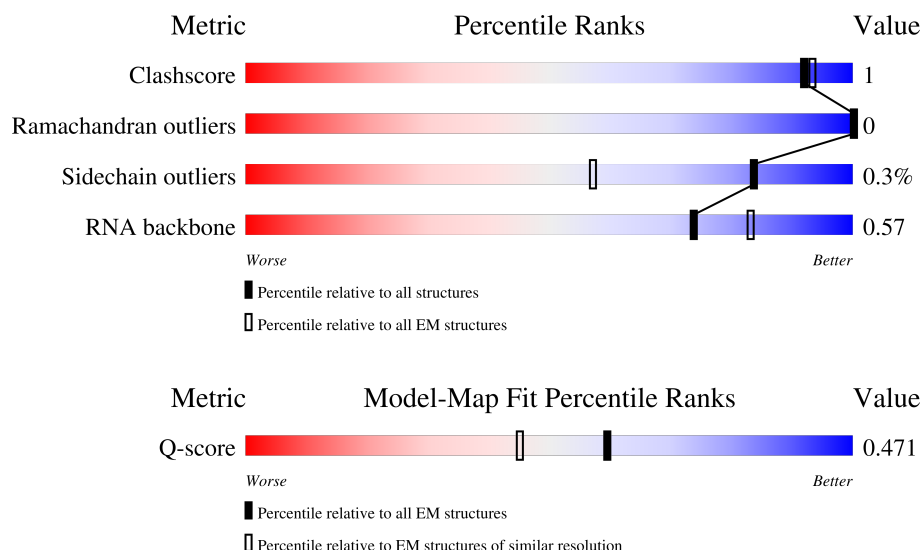 Metric Percentile Ranks Value
Clashscore 1
Ramachandran outliers 0
Sidechain outliers 0.3%
RNA backbone 0.57
Worse Better
Percentile relative to all structures
Percentile relative to all EM structures
Metric Model-Map Fit Percentile Ranks Value
Q-score 0.471
Worse Better
Percentile relative to all EM structures
Percentile relative to EM structures of similar resolution